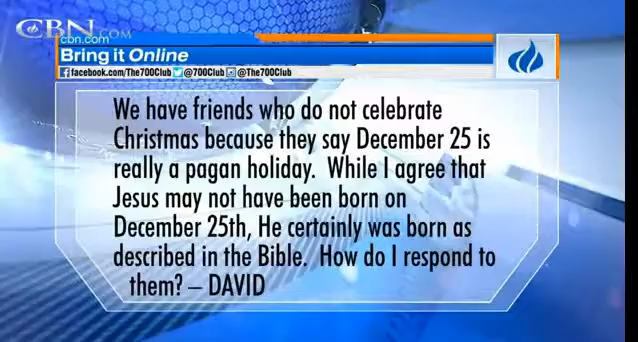 CBN.COM
cbn.com
Bring it Online
facebook.com/The700Club @700Club @The700Club
We have friends who do not celebrate
Christmas because they say December 25 is
really a pagan holiday. While I agree that
Jesus may not have been born on
December 25th, He certainly was born as
described in the Bible. How do I respond to
them? – DAVID